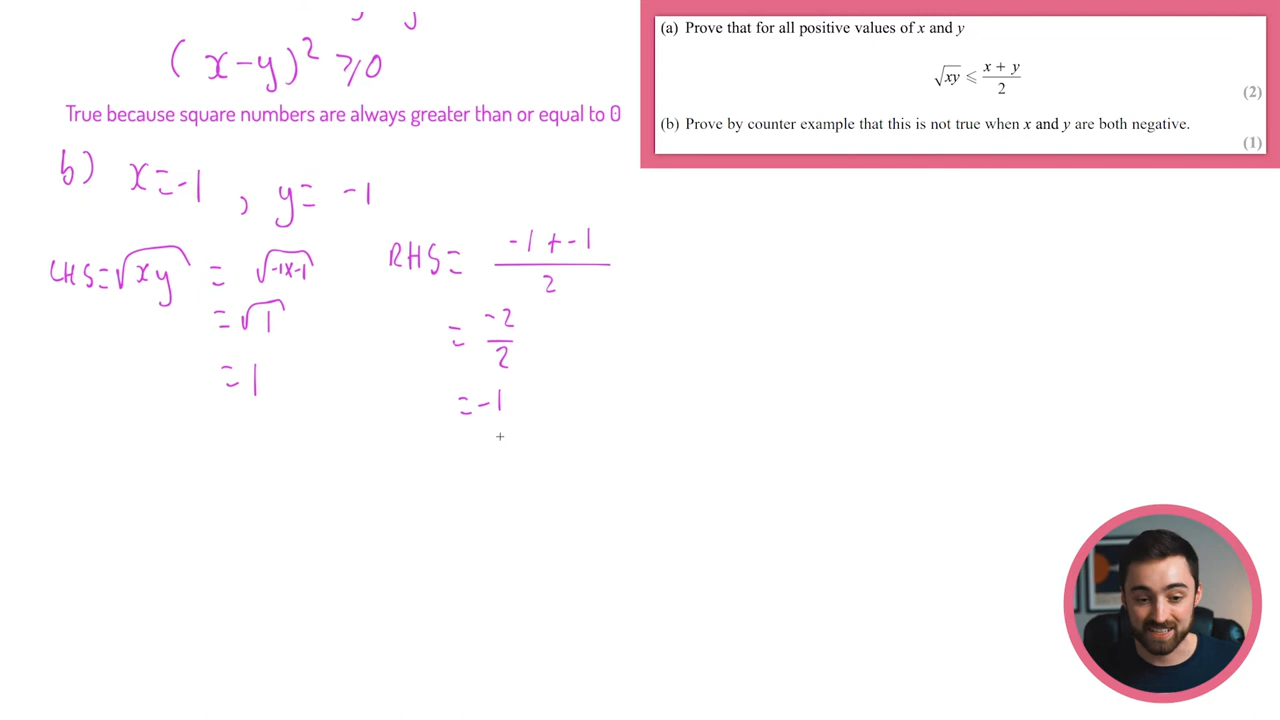 (x-y)² ≥ 0
True because square numbers are always greater than or equal to 0
b) x=-1 , y= -1
LHS=√xy = √-1x-1
=√1
=1
RHS= -1+-1
2
= -2
2
=-1
(a) Prove that for all positive values of x and y
√xy ⩽ x + y
2
(2)
(b) Prove by counter example that this is not true when x and y are both negative.
(1)